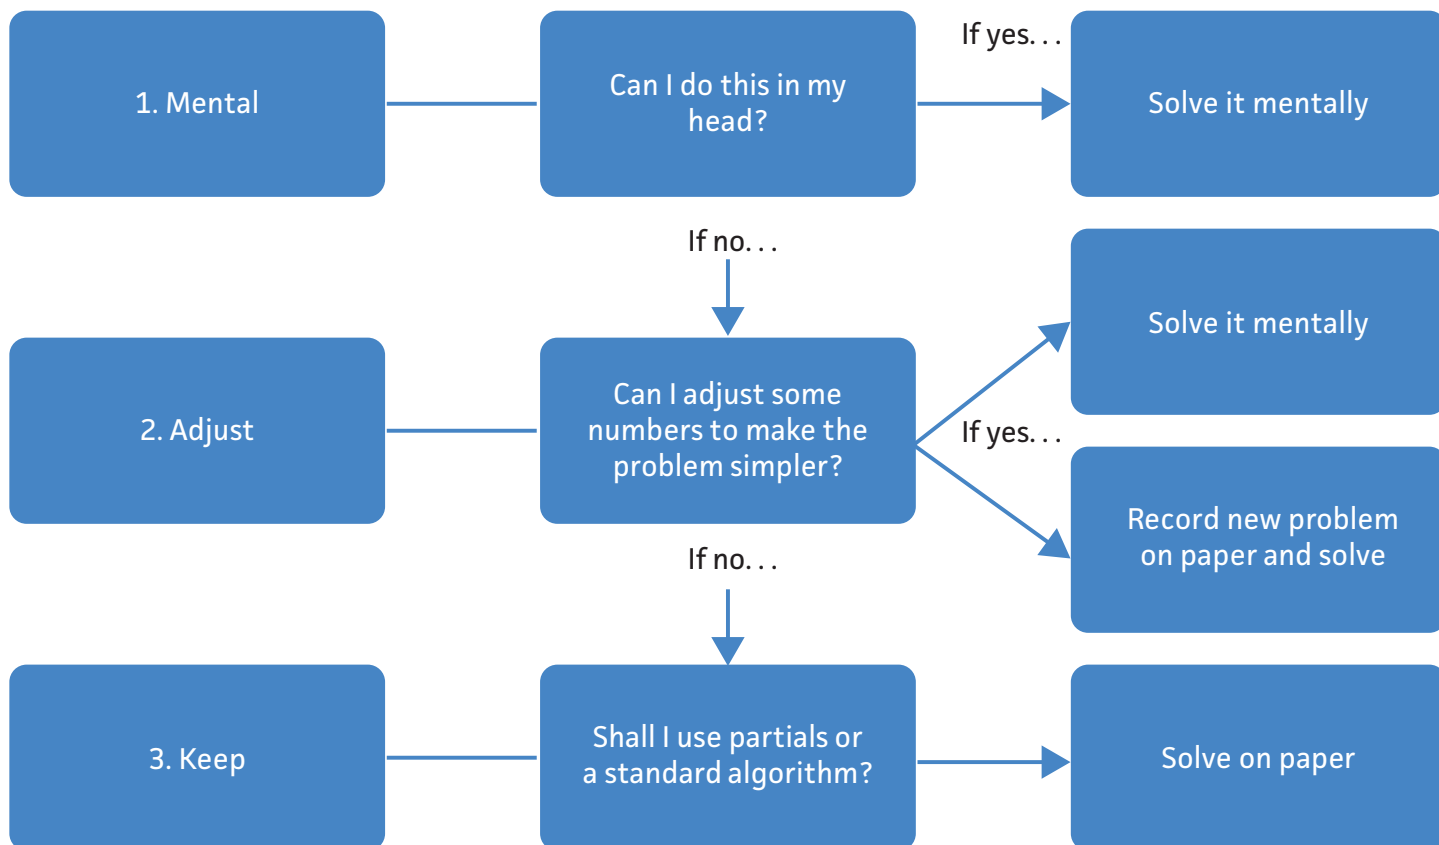 1. Mental
Can I do this in my
head?
If yes. . .
Solve it mentally
If no. . .
2. Adjust
Can I adjust some
numbers to make the
problem simpler?
If yes. . .
Solve it mentally
Record new problem
on paper and solve
If no. . .
3. Keep
Shall I use partials or
a standard algorithm?
Solve on paper